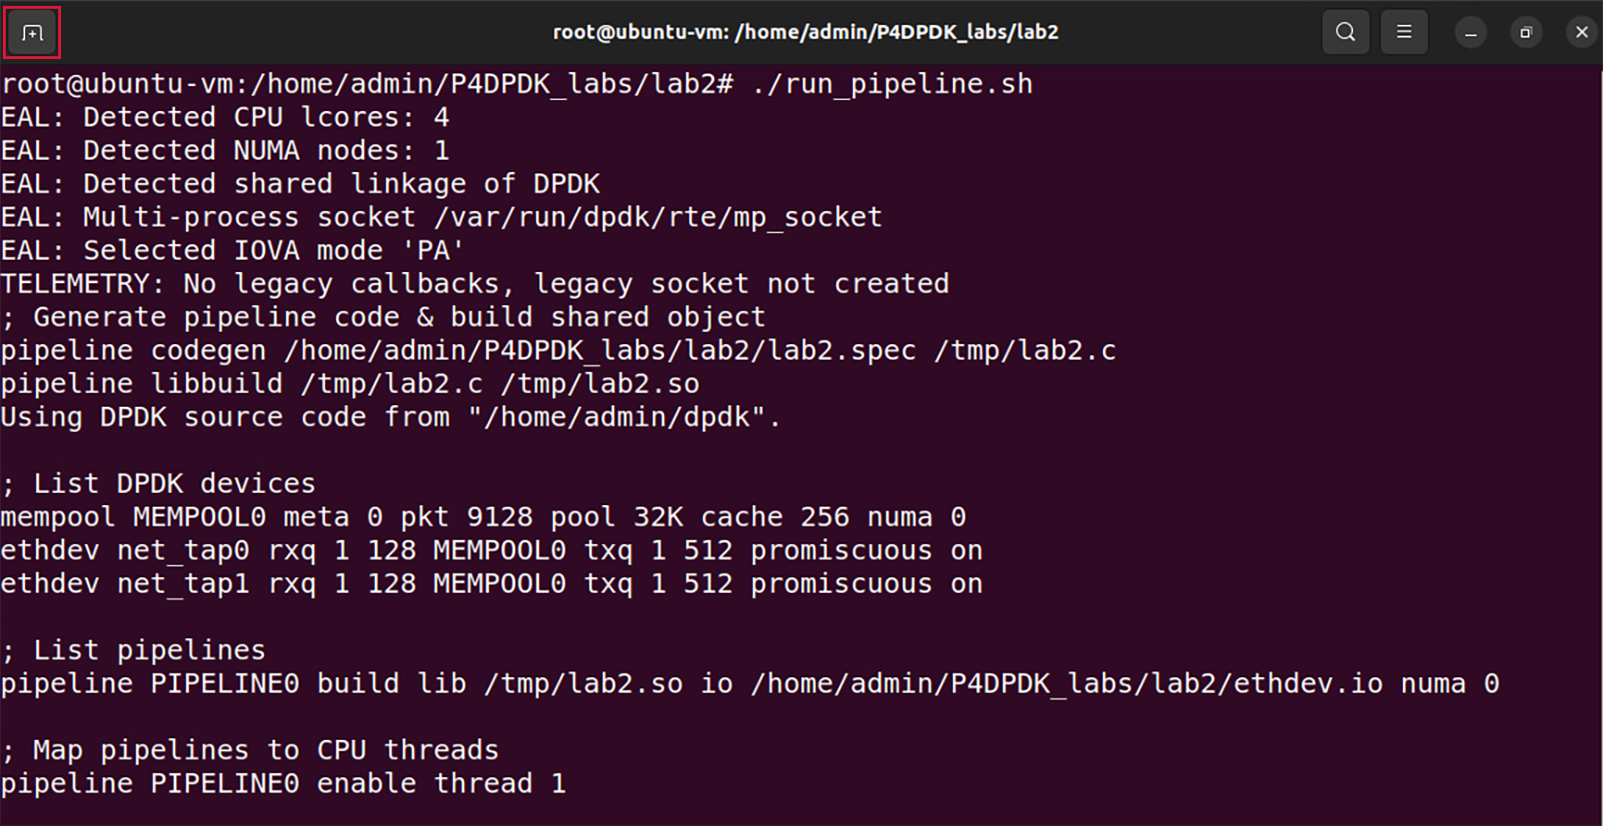 root@ubuntu-vm: /home/admin/P4DPDK_labs/lab2
root@ubuntu-vm:/home/admin/P4DPDK_labs/lab2# ./run_pipeline.sh
EAL: Detected CPU lcores: 4
EAL: Detected NUMA nodes: 1
EAL: Detected shared linkage of DPDK
EAL: Multi-process socket /var/run/dpdk/rte/mp_socket
EAL: Selected IOVA mode 'PA'
TELEMETRY: No legacy callbacks, legacy socket not created
; Generate pipeline code & build shared object
pipeline codegen /home/admin/P4DPDK_labs/lab2/lab2.spec /tmp/lab2.c
pipeline libbuild /tmp/lab2.c /tmp/lab2.so
Using DPDK source code from "/home/admin/dpdk".
; List DPDK devices
mempool MEMPOOL0 meta 0 pkt 9128 pool 32K cache 256 numa 0
ethdev net_tap0 rxq 1 128 MEMPOOL0 txq 1 512 promiscuous on
ethdev net_tap1 rxq 1 128 MEMPOOL0 txq 1 512 promiscuous on
; List pipelines
pipeline PIPELINE0 build lib /tmp/lab2.so io /home/admin/P4DPDK_labs/lab2/ethdev.io numa 0
; Map pipelines to CPU threads
pipeline PIPELINE0 enable thread 1